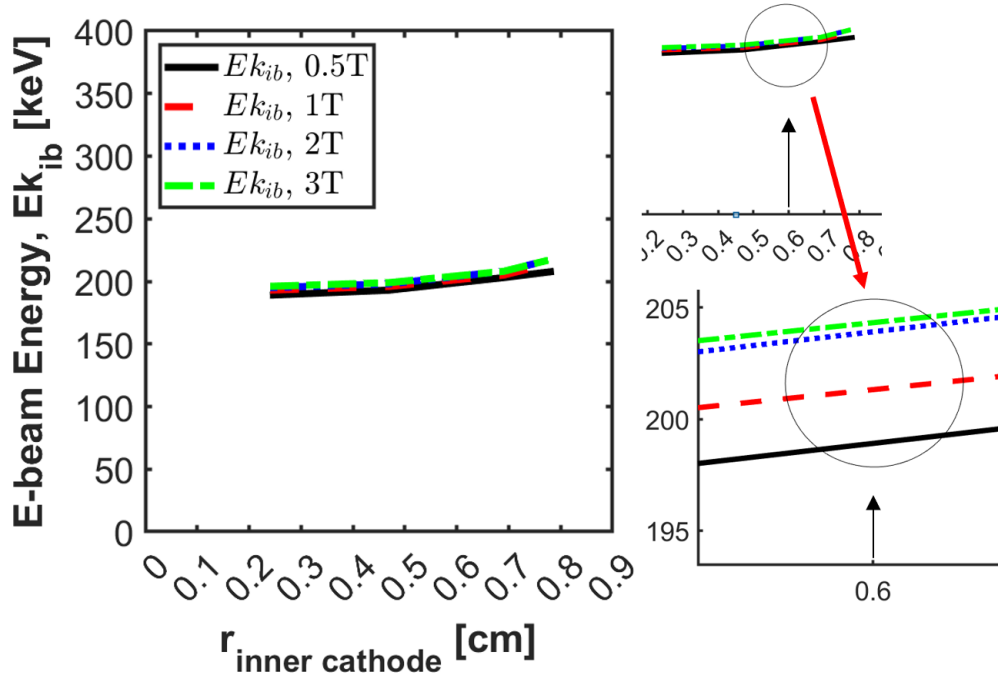 E-beam Energy, Ek_ib [keV]
400
350
300
250
200
150
100
50
0
Ek_ib, 0.5T
Ek_ib, 1T
Ek_ib, 2T
Ek_ib, 3T
0 0.1 0.2 0.3 0.4 0.5 0.6 0.7 0.8 0.9
r_inner cathode [cm]
0.2 0.3 0.4 0.5 0.6 0.7 0.8
205
200
195
0.6